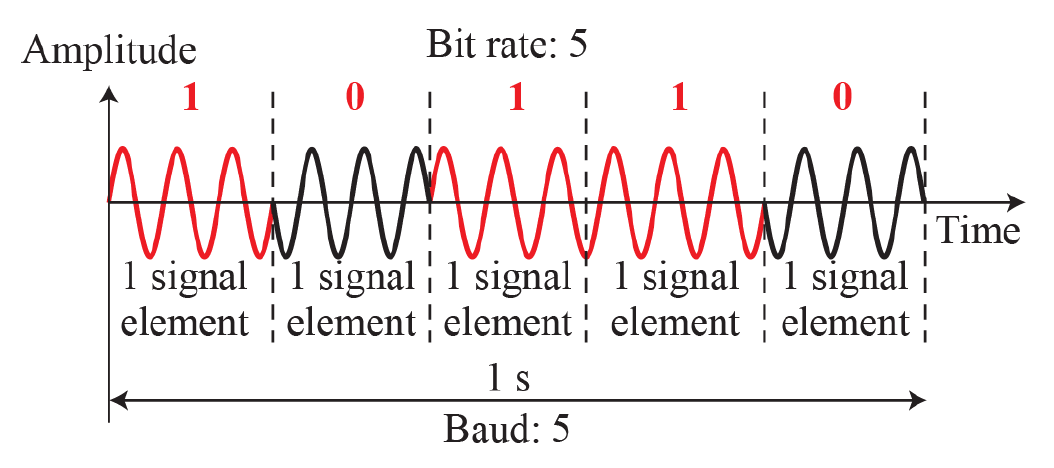 Amplitude
Bit rate: 5
1 0 1 1 0
Time
1 signal 1 signal 1 signal 1 signal 1 signal
element element element element element
1 s
Baud: 5